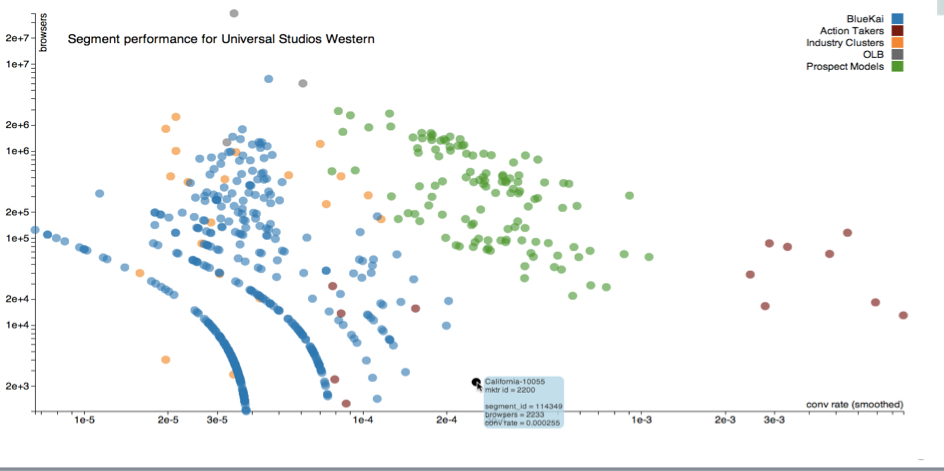 browsers
Segment performance for Universal Studios Western
BlueKai
Action Takers
Industry Clusters
OLB
Prospect Models
2e+7
1e+7
2e+6
1e+6
2e+5
1e+5
2e+4
1e+4
2e+3
California-10055
mktr id = 2200
segment_id = 114349
browsers = 2233
conv rate = 0.000255
conv rate (smoothed)
1e-5
2e-5
3e-5
1e-4
2e-4
1e-3
2e-3
3e-3